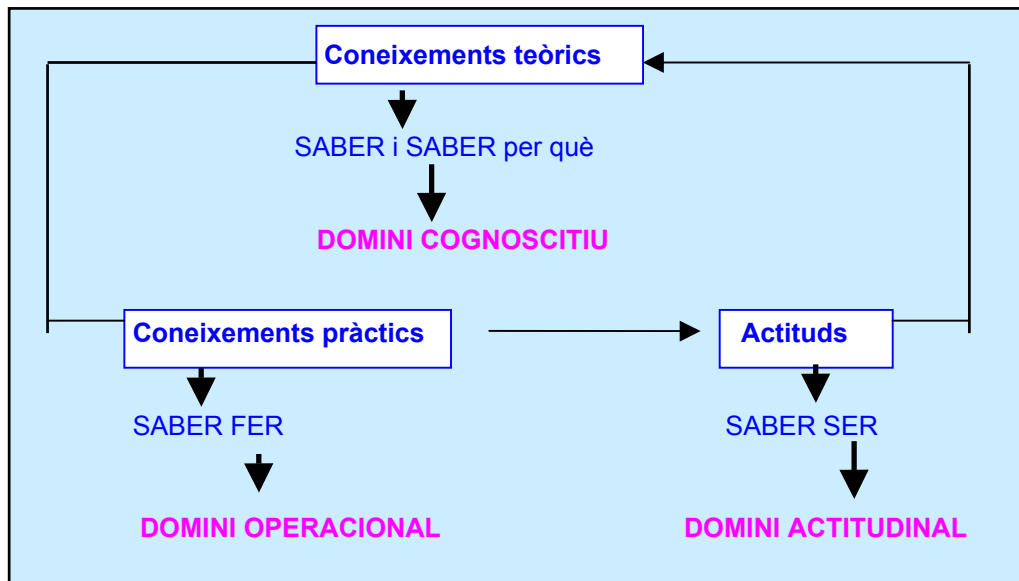 Coneixements teòrics
SABER i SABER per què
DOMINI COGNOSCITIU
Coneixements pràctics
Actituds
SABER FER
SABER SER
DOMINI OPERACIONAL
DOMINI ACTITUDINAL